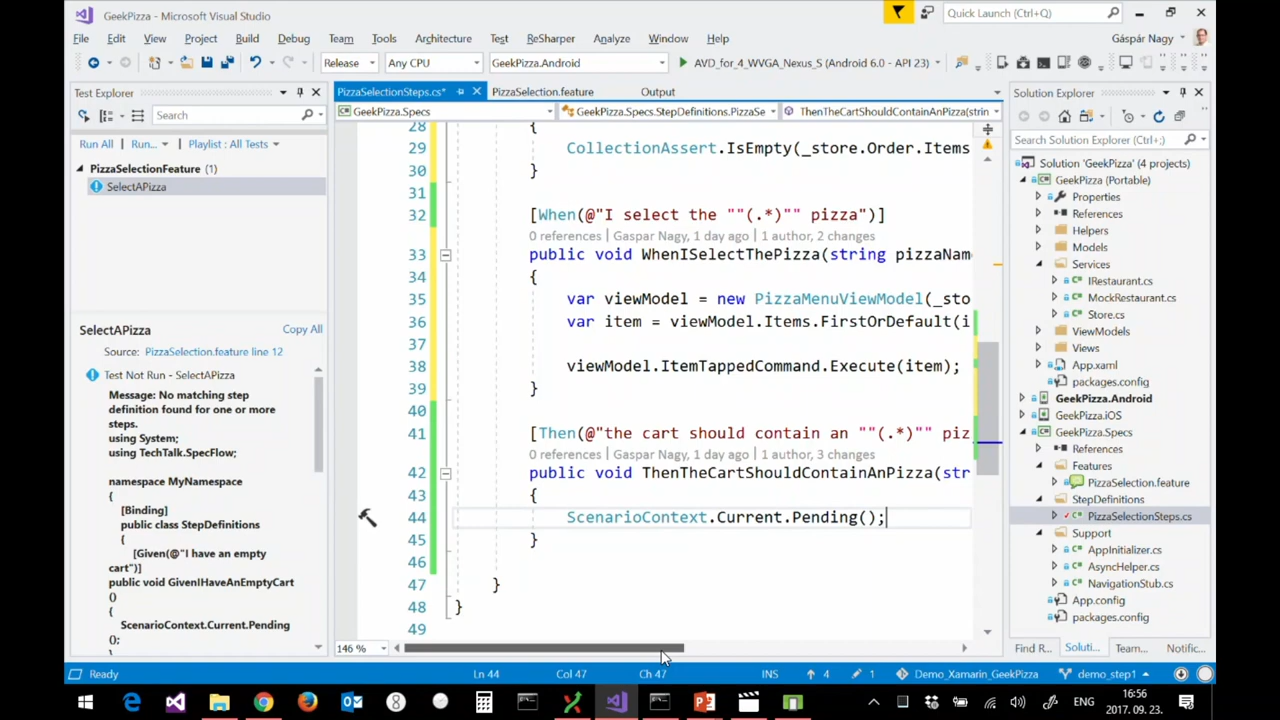 GeekPizza - Microsoft Visual Studio
Quick Launch (Ctrl+Q)
File Edit View Project Build Debug Team Tools Architecture Test ReSharper Analyze Window Help
Gáspár Nagy
Release Any CPU GeekPizza.Android AVD_for_4_WVGA_Nexus_S (Android 6.0 - API 23)
Test Explorer
Search
Run All Run... Playlist : All Tests
PizzaSelectionFeature (1)
SelectAPizza
SelectAPizza Copy All
Source: PizzaSelection.feature line 12
Test Not Run - SelectAPizza
Message: No matching step
definition found for one or more
steps.
using System;
using TechTalk.SpecFlow;
namespace MyNamespace
{
[Binding]
public class StepDefinitions
{
[Given(@"I have an empty
cart")]
public void GivenIHaveAnEmptyCart
()
{
ScenarioContext.Current.Pending
();
PizzaSelectionSteps.cs* PizzaSelection.feature Output
GeekPizza.Specs GeekPizza.Specs.StepDefinitions.PizzaSe ThenTheCartShouldContainAnPizza(strin
28 {
29 CollectionAssert.IsEmpty(_store.Order.Items
30 }
31
32 [When(@"I select the ""(.*)"" pizza")]
0 references | Gaspar Nagy, 1 day ago | 1 author, 2 changes
33 public void WhenISelectThePizza(string pizzaNam
34 {
35 var viewModel = new PizzaMenuViewModel(_sto
36 var item = viewModel.Items.FirstOrDefault(i
37
38 viewModel.ItemTappedCommand.Execute(item);
39 }
40
41 [Then(@"the cart should contain an ""(.*)"" piz
0 references | Gaspar Nagy, 1 day ago | 1 author, 3 changes
42 public void ThenTheCartShouldContainAnPizza(str
43 {
44 ScenarioContext.Current.Pending();
45 }
46
47 }
48 }
49
146 %
Solution Explorer
Search Solution Explorer (Ctrl+;)
Solution 'GeekPizza' (4 projects)
GeekPizza (Portable)
Properties
References
Helpers
Models
Services
IRestaurant.cs
MockRestaurant.cs
Store.cs
ViewModels
Views
App.xaml
packages.config
GeekPizza.Android
GeekPizza.iOS
GeekPizza.Specs
References
Features
PizzaSelection.feature
StepDefinitions
PizzaSelectionSteps.cs
Support
AppInitializer.cs
AsyncHelper.cs
NavigationStub.cs
App.config
packages.config
Find R... Soluti... Team... Notific...
Ready Ln 44 Col 47 Ch 47 INS 4 1 Demo_Xamarin_GeekPizza demo_step1
ENG
16:56
2017. 09. 23.